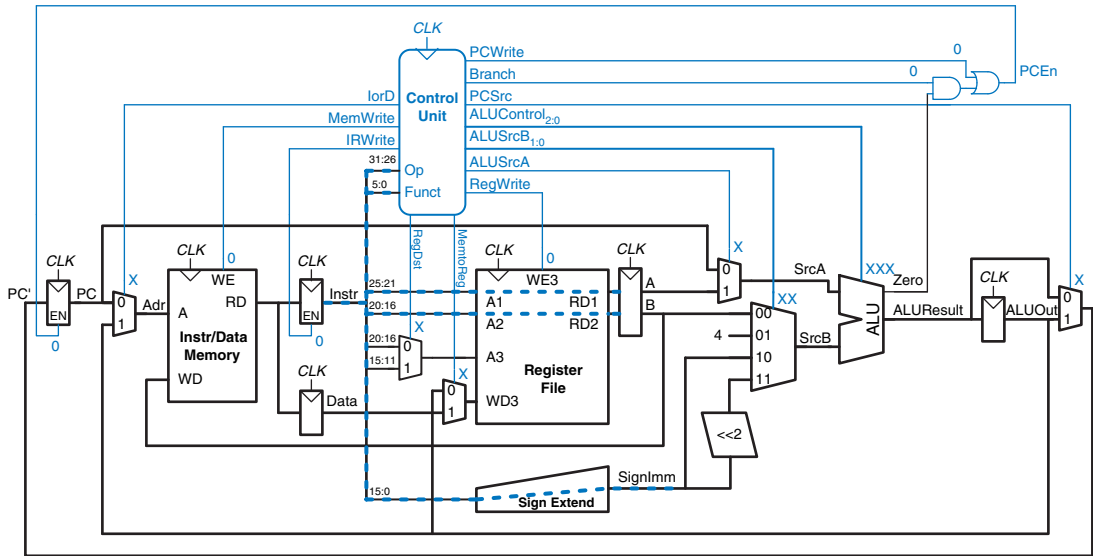 CLK
PCWrite
0
Branch
0
PCEn
IorD
Control
Unit
PCSrc
MemWrite
ALUControl2:0
IRWrite
ALUSrcB1:0
31:26
Op
ALUSrcA
5:0
Funct
RegWrite
RegDst
MemtoReg
CLK
X
CLK
0
CLK
CLK
0
CLK
X
XXX
CLK
X
PC'
EN
PC
0
1
Adr
WE
RD
A
Instr/Data
Memory
WD
EN
Instr
0
0
25:21
A1
WE3
RD1
A
0
1
SrcA
Zero
20:16
A2
RD2
B
XX
00
ALU
ALUResult
ALUOut
0
1
20:16
X
0
A3
4
01
SrcB
15:11
1
Register
File
10
CLK
X
11
Data
0
1
WD3
<<2
SignImm
15:0
Sign Extend